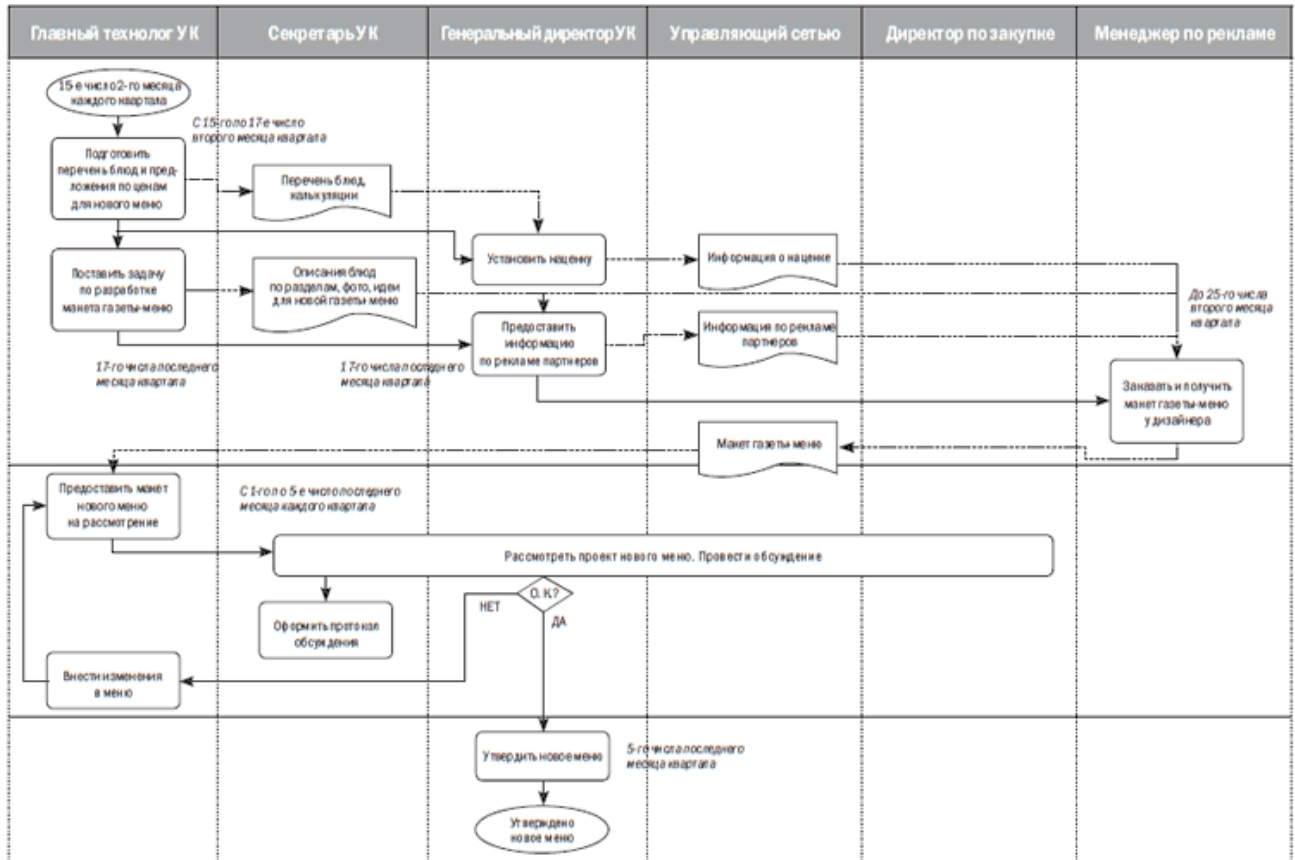 Главный технолог УК
Секретарь УК
Генеральный директор УК
Управляющий сетью
Директор по закупке
Менеджер по рекламе
15-е число 2-го месяца
каждого квартала
С 15-го по 17-е число
второго месяца квартала
Подготовить
перечень блюд и пред-
ложения по ценам
для нового меню
Перечень блюд,
калькуляции
Установить наценку
Информация о наценке
Поставить задачу
по разработке
макета газеты-меню
Описания блюд
по разделам, фото, идеи
для новой газеты-меню
До 25-го числа
второго месяца
квартала
Предоставить
информацию
по рекламе партнеров
Информация по рекламе
партнеров
17-го числа последнего
месяца квартала
17-го числа последнего
месяца квартала
Заказать и получить
макет газеты-меню
у дизайнера
Макет газеты-меню
Предоставить макет
нового меню
на рассмотрение
С 1-го по 5-е число последнего
месяца каждого квартала
Рассмотреть проект нового меню. Провести обсуждение
О. К.?
НЕТ
ДА
Оформить протокол
обсуждения
Внести изменения
в меню
Утвердить новое меню
5-го числа последнего
месяца квартала
Утверждено
новое меню